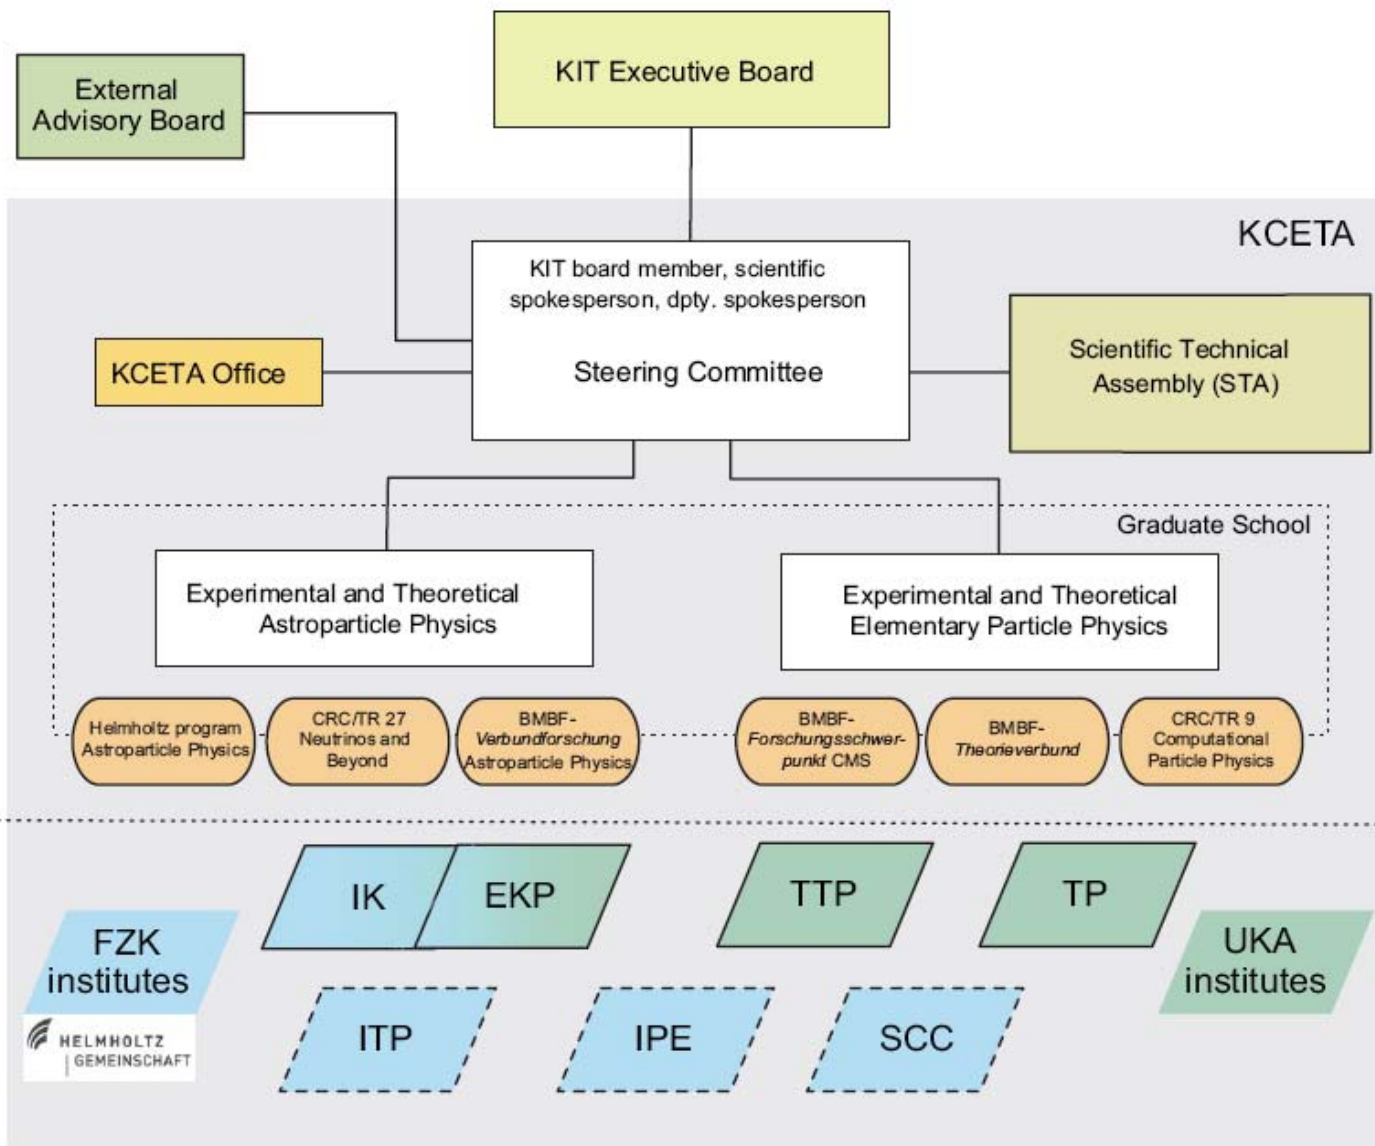 KIT Executive Board
External
Advisory Board
KCETA
KIT board member, scientific
spokesperson, dpty. spokesperson
Steering Committee
KCETA Office
Scientific Technical
Assembly (STA)
Graduate School
Experimental and Theoretical
Astroparticle Physics
Experimental and Theoretical
Elementary Particle Physics
Helmholtz program
Astroparticle Physics
CRC/TR 27
Neutrinos and
Beyond
BMBF-
Verbundforschung
Astroparticle Physics
BMBF-
Forschungsschwer-
punkt CMS
BMBF-
Theorieverbund
CRC/TR 9
Computational
Particle Physics
IK
EKP
TTP
TP
FZK
institutes
UKA
institutes
HELMHOLTZ
GEMEINSCHAFT
ITP
IPE
SCC